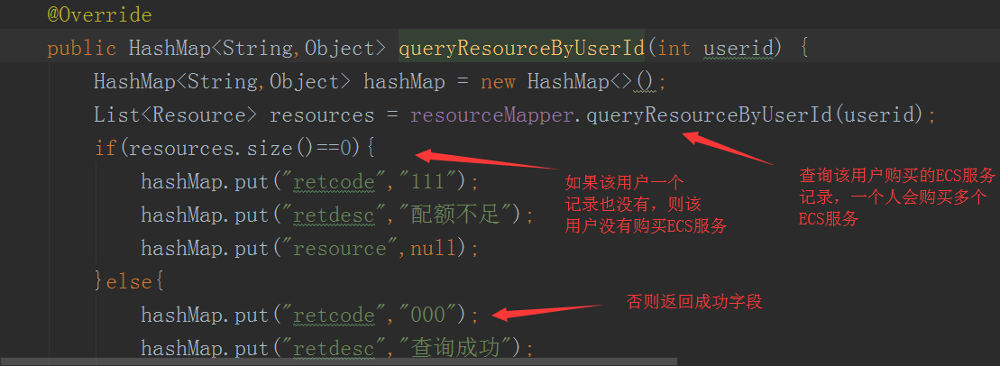 @Override
public HashMap<String,Object> queryResourceByUserId(int userid) {
HashMap<String,Object> hashMap = new HashMap<>();
List<Resource> resources = resourceMapper.queryResourceByUserId(userid);
if(resources.size()==0){
hashMap.put("retcode","111");
hashMap.put("retdesc","配额不足");
hashMap.put("resource",null);
}else{
hashMap.put("retcode","000");
hashMap.put("retdesc","查询成功");
如果该用户一个
记录也没有，则该
用户没有购买ECS服务
查询该用户购买的ECS服务
记录，一个人会购买多个
ECS服务
否则返回成功字段